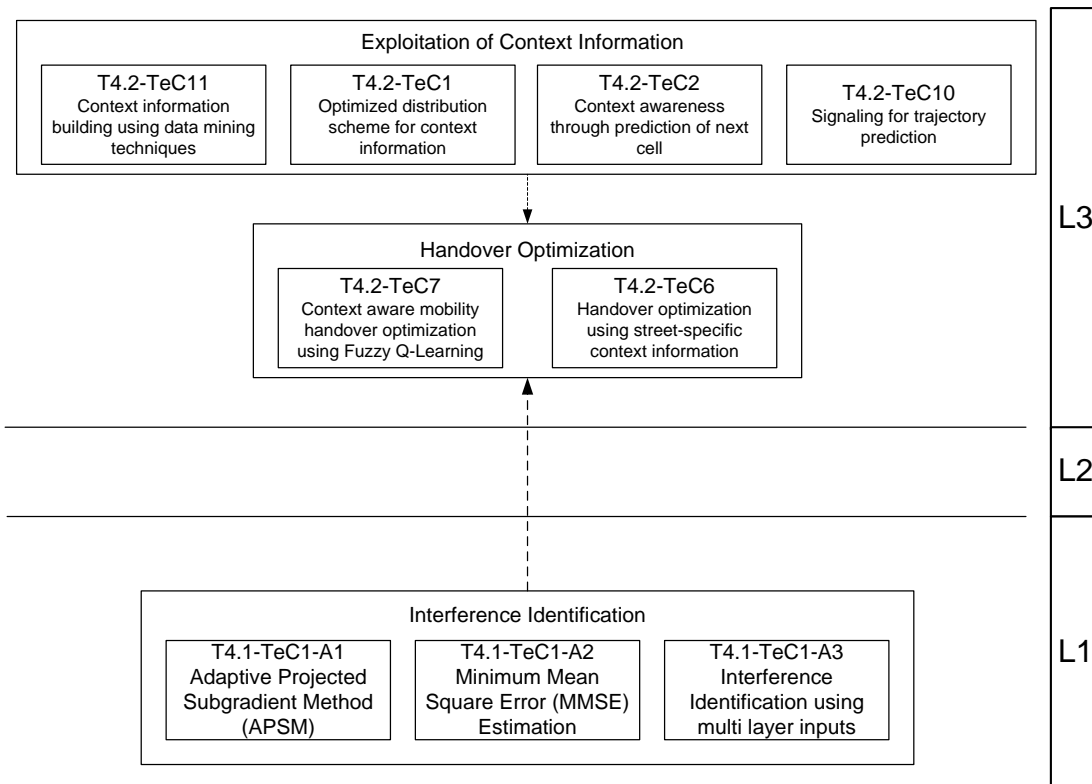 Exploitation of Context Information
T4.2-TeC11
Context information
building using data mining
techniques
T4.2-TeC1
Optimized distribution
scheme for context
information
T4.2-TeC2
Context awareness
through prediction of next
cell
T4.2-TeC10
Signaling for trajectory
prediction
L3
Handover Optimization
T4.2-TeC7
Context aware mobility
handover optimization
using Fuzzy Q-Learning
T4.2-TeC6
Handover optimization
using street-specific
context information
L2
Interference Identification
T4.1-TeC1-A1
Adaptive Projected
Subgradient Method
(APSM)
T4.1-TeC1-A2
Minimum Mean
Square Error (MMSE)
Estimation
T4.1-TeC1-A3
Interference
Identification using
multi layer inputs
L1